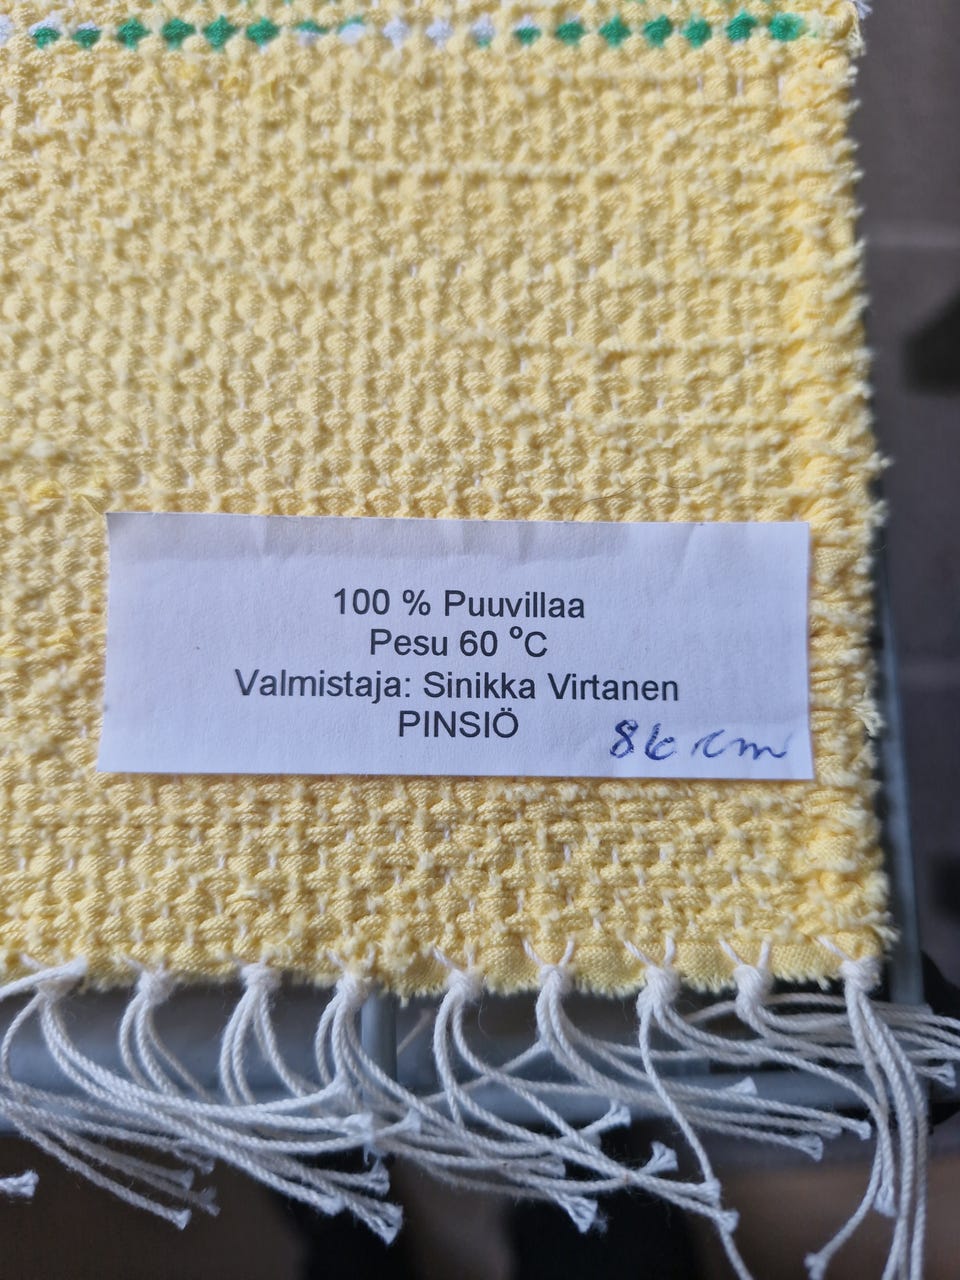 100 % Puuvillaa
Pesu 60 °C
Valmistaja: Sinikka Virtanen
PINSIÖ
86 cm